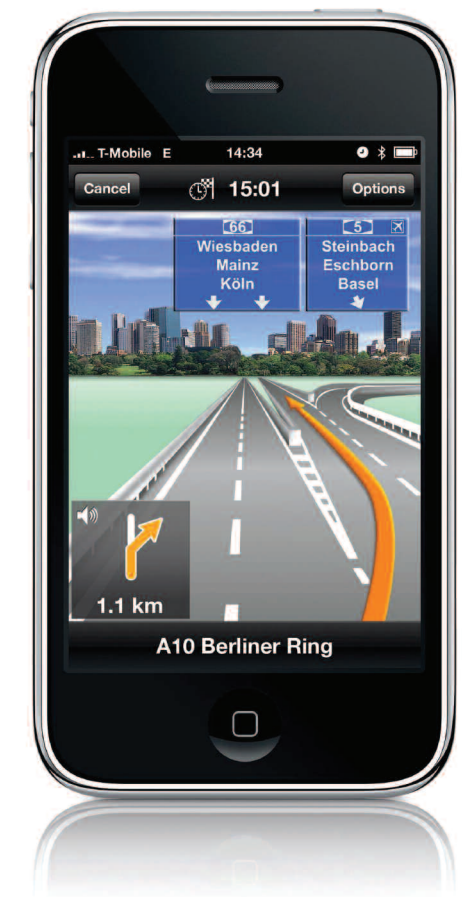 T-Mobile E 14:34
Cancel 15:01 Options
66
Wiesbaden
Mainz
Köln
5
Steinbach
Eschborn
Basel
1.1 km
A10 Berliner Ring